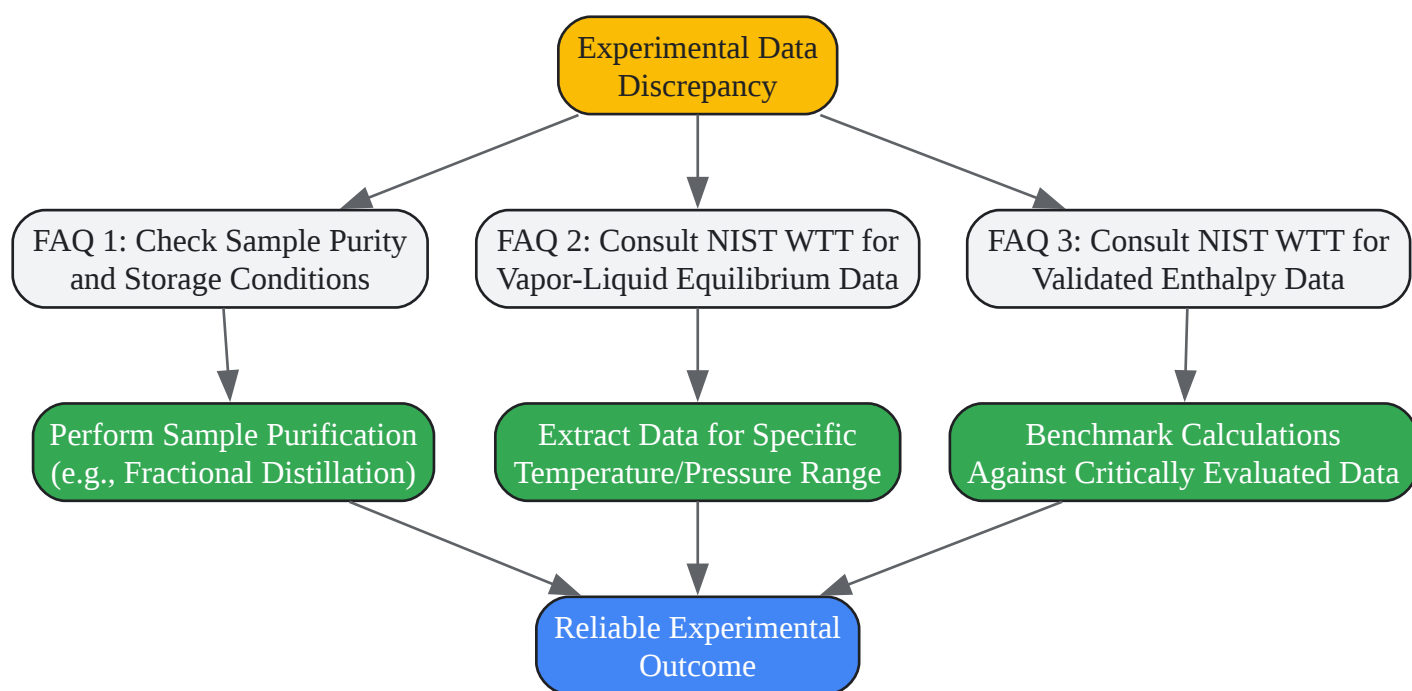 Experimental Data
Discrepancy
FAQ 1: Check Sample Purity
and Storage Conditions
FAQ 2: Consult NIST WTT for
Vapor-Liquid Equilibrium Data
FAQ 3: Consult NIST WTT for
Validated Enthalpy Data
Perform Sample Purification
(e.g., Fractional Distillation)
Extract Data for Specific
Temperature/Pressure Range
Benchmark Calculations
Against Critically Evaluated Data
Reliable Experimental
Outcome